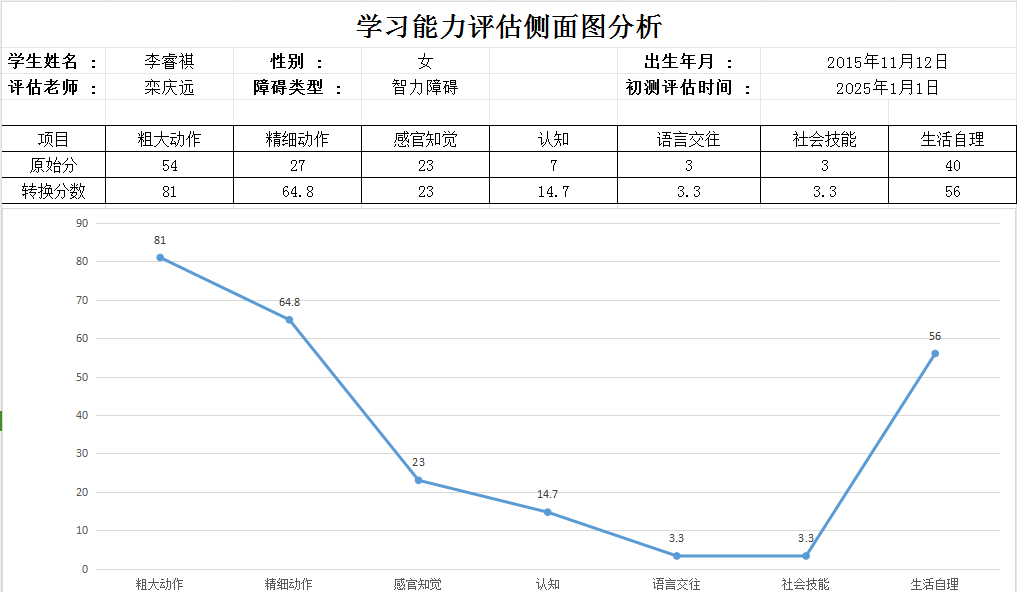 学习能力评估侧面图分析
学生姓名 : 李睿祺 性别 : 女 出生年月 : 2015年11月12日
评估老师 : 栾庆远 障碍类型 : 智力障碍 初测评估时间 : 2025年1月1日
项目 粗大动作 精细动作 感官知觉 认知 语言交往 社会技能 生活自理
原始分 54 27 23 7 3 3 40
转换分数 81 64.8 23 14.7 3.3 3.3 56
90
81
80
70
64.8
60
56
50
40
30
23
20
14.7
10
3.3 3.3
0
粗大动作 精细动作 感官知觉 认知 语言交往 社会技能 生活自理